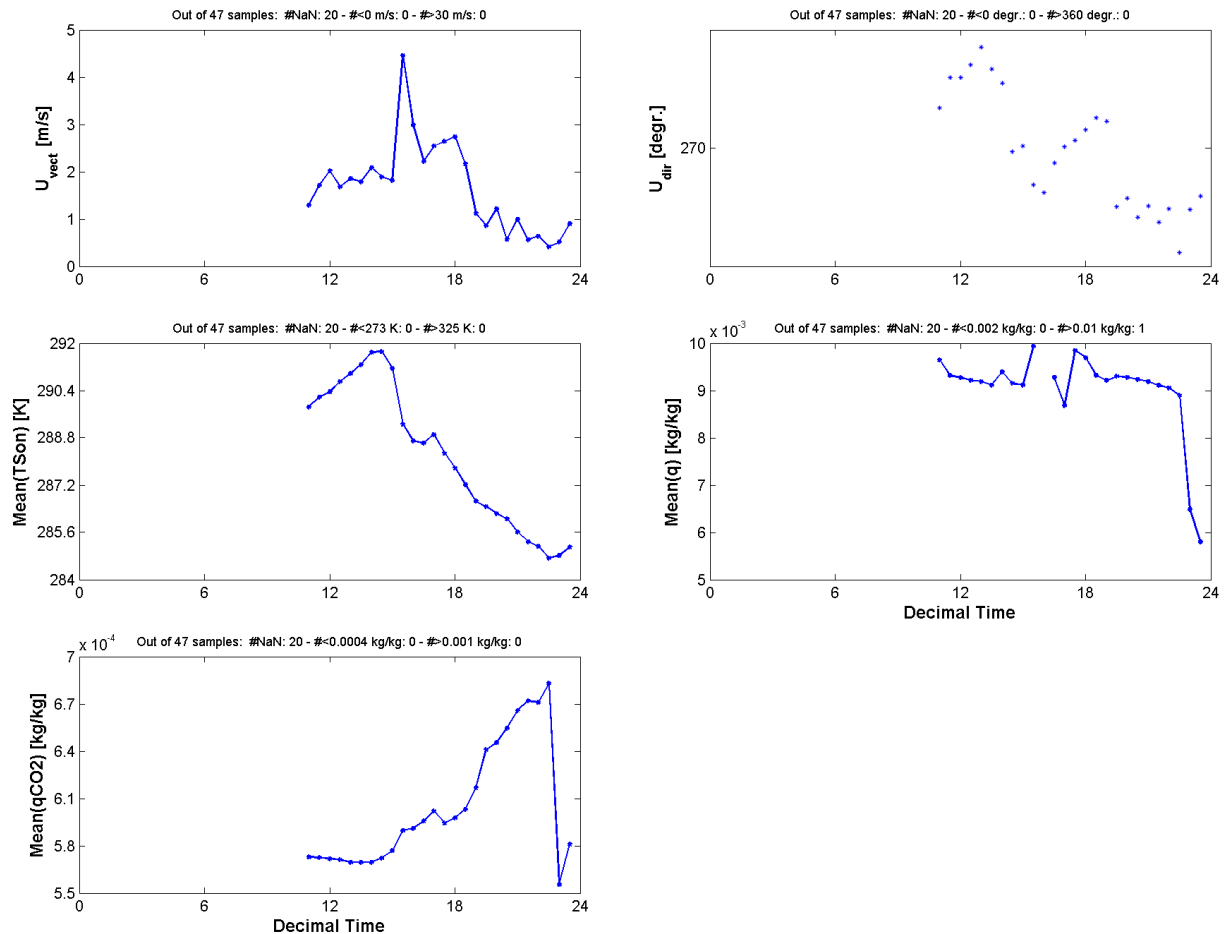 Out of 47 samples:  #NaN: 20 - #<0 m/s: 0 - #>30 m/s: 0
5
4
3
2
1
0
U_vect [m/s]
0 6 12 18 24
Out of 47 samples:  #NaN: 20 - #<0 degr.: 0 - #>360 degr.: 0
270
U_dir [degr.]
0 6 12 18 24
Out of 47 samples:  #NaN: 20 - #<273 K: 0 - #>325 K: 0
292
290.4
288.8
287.2
285.6
284
Mean(TSon) [K]
0 6 12 18 24
Out of 47 samples:  #NaN: 20 - #<0.002 kg/kg: 0 - #>0.01 kg/kg: 1
x 10^-3
10
9
8
7
6
5
Mean(q) [kg/kg]
0 6 12 18 24
Decimal Time
Out of 47 samples:  #NaN: 20 - #<0.0004 kg/kg: 0 - #>0.001 kg/kg: 0
x 10^-4
7
6.7
6.4
6.1
5.8
5.5
Mean(qCO2) [kg/kg]
0 6 12 18 24
Decimal Time